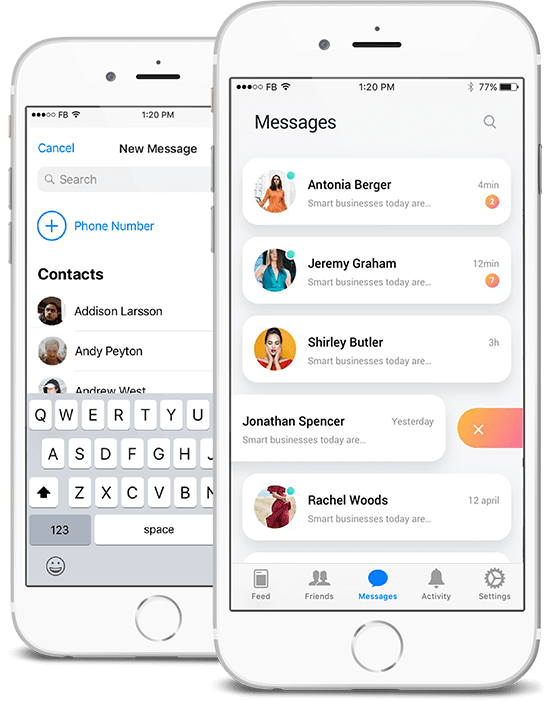 FB 1:20 PM
Cancel New Message
Search
Phone Number
Contacts
Addison Larsson
Andy Peyton
Andrew West
Q W E R T Y U
A S D F G H J
Z X C V B N
123 space
FB 1:20 PM 77%
Messages
Antonia Berger 4min
Smart businesses today are... 2
Jeremy Graham 12min
Smart businesses today are... 7
Shirley Butler 3h
Smart businesses today are...
Jonathan Spencer Yesterday
Smart businesses today are...
Rachel Woods 12 april
Smart businesses today are...
Feed Friends Messages Activity Settings